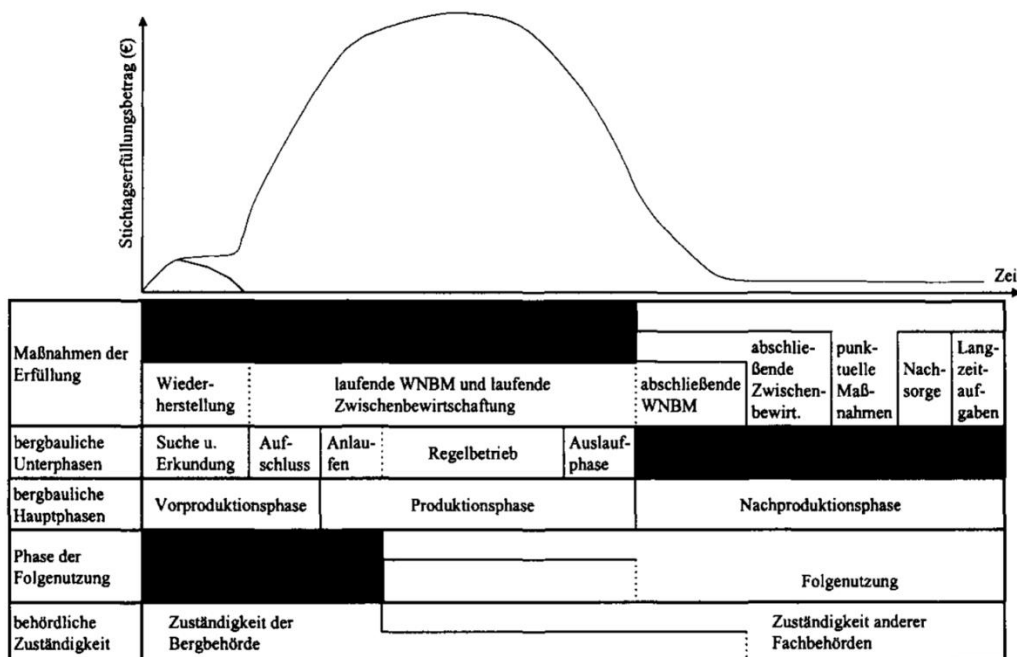 Stichtagserfüllungsbetrag (€)
Zei
Maßnahmen der
Erfüllung
Wieder-
herstellung
laufende WNBM und laufende
Zwischenbewirtschaftung
abschließende
WNBM
abschlie-
ßende
Zwischen-
bewirt.
punk-
tuelle
Maß-
nahmen
Nach-
sorge
Lang-
zeit-
auf-
gaben
bergbauliche
Unterphasen
Suche u.
Erkundung
Auf-
schluss
Anlau-
fen
Regelbetrieb
Auslauf-
phase
bergbauliche
Hauptphasen
Vorproduktionsphase
Produktionsphase
Nachproduktionsphase
Phase der
Folgenutzung
Folgenutzung
behördliche
Zuständigkeit
Zuständigkeit der
Bergbehörde
Zuständigkeit anderer
Fachbehörden